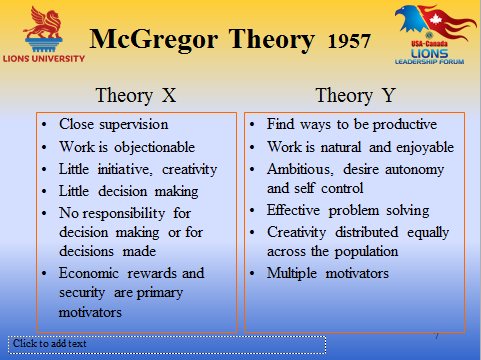 McGregor Theory 1957
LIONS UNIVERSITY
USA-Canada
LIONS
LEADERSHIP FORUM
Theory X
• Close supervision
• Work is objectionable
• Little initiative, creativity
• Little decision making
• No responsibility for
decision making or for
decisions made
• Economic rewards and
security are primary
motivators
Theory Y
• Find ways to be productive
• Work is natural and enjoyable
• Ambitious, desire autonomy
and self control
• Effective problem solving
• Creativity distributed equally
across the population
• Multiple motivators
7
Click to add text